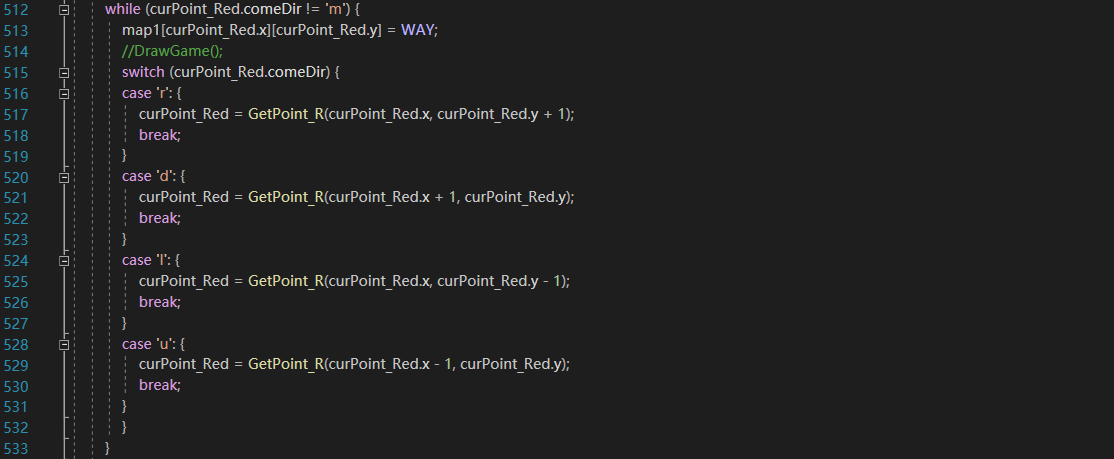 512 while (curPoint_Red.comeDir != 'm') {
513 map1[curPoint_Red.x][curPoint_Red.y] = WAY;
514 //DrawGame();
515 switch (curPoint_Red.comeDir) {
516 case 'r': {
517 curPoint_Red = GetPoint_R(curPoint_Red.x, curPoint_Red.y + 1);
518 break;
519 }
520 case 'd': {
521 curPoint_Red = GetPoint_R(curPoint_Red.x + 1, curPoint_Red.y);
522 break;
523 }
524 case 'l': {
525 curPoint_Red = GetPoint_R(curPoint_Red.x, curPoint_Red.y - 1);
526 break;
527 }
528 case 'u': {
529 curPoint_Red = GetPoint_R(curPoint_Red.x - 1, curPoint_Red.y);
530 break;
531 }
532 }
533 }